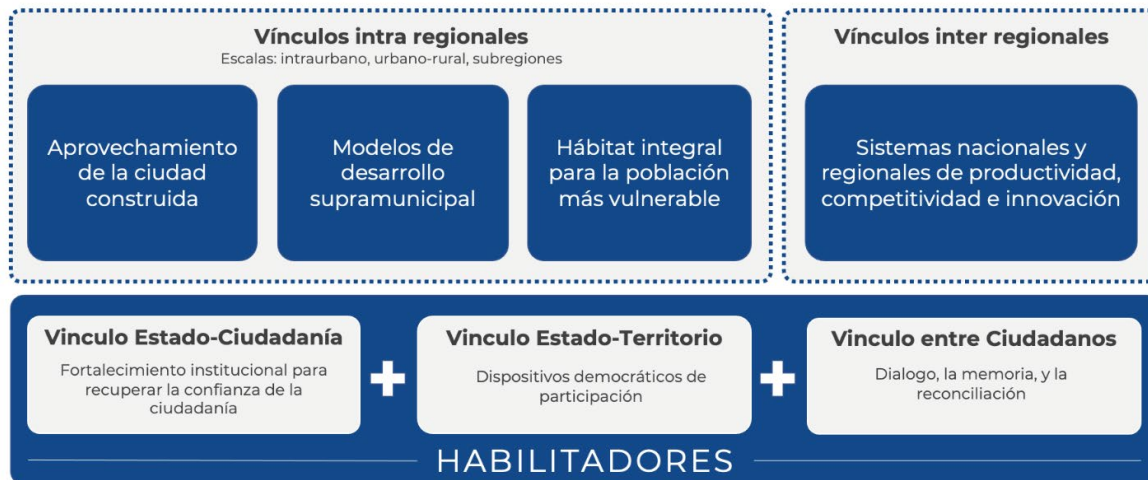 Vínculos intra regionales
Escalas: intraurbano, urbano-rural, subregiones
Aprovechamiento
de la ciudad
construida
Modelos de
desarrollo
supramunicipal
Hábitat integral
para la población
más vulnerable
Vínculos inter regionales
Sistemas nacionales y
regionales de productividad,
competitividad e innovación
Vinculo Estado-Ciudadanía
Fortalecimiento institucional para
recuperar la confianza de la
ciudadanía
Vinculo Estado-Territorio
Dispositivos democráticos de
participación
Vinculo entre Ciudadanos
Dialogo, la memoria, y la
reconciliación
HABILITADORES